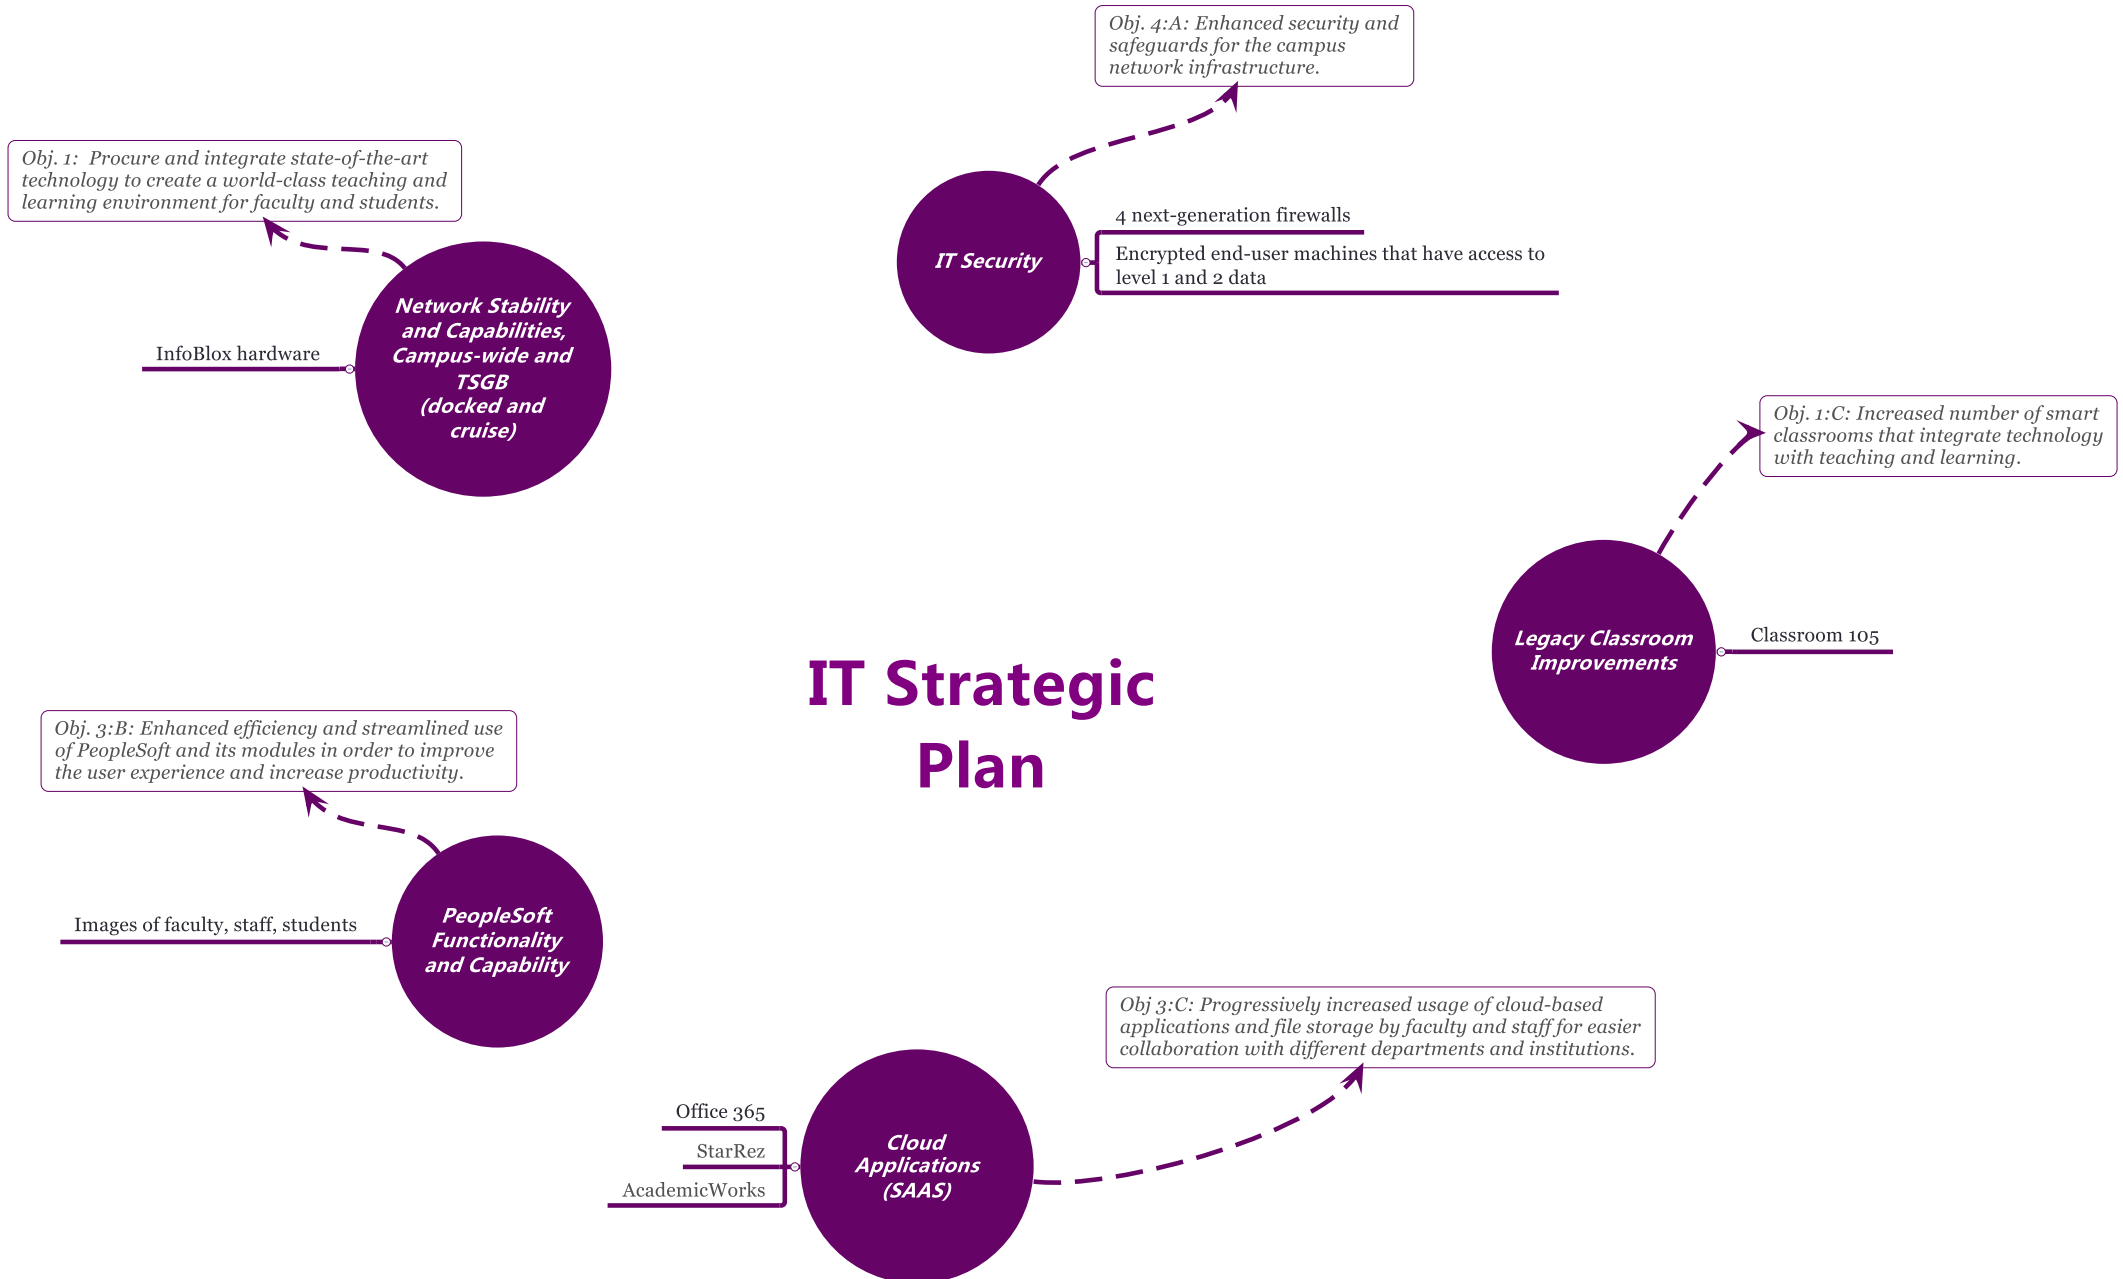 Obj. 4:A: Enhanced security and
safeguards for the campus
network infrastructure.
Obj. 1:  Procure and integrate state-of-the-art
technology to create a world-class teaching and
learning environment for faculty and students.
IT Security
4 next-generation firewalls
Encrypted end-user machines that have access to
level 1 and 2 data
Network Stability
and Capabilities,
Campus-wide and
TSGB
(docked and
cruise)
InfoBlox hardware
Obj. 1:C: Increased number of smart
classrooms that integrate technology
with teaching and learning.
Legacy Classroom
Improvements
Classroom 105
IT Strategic
Plan
Obj. 3:B: Enhanced efficiency and streamlined use
of PeopleSoft and its modules in order to improve
the user experience and increase productivity.
PeopleSoft
Functionality
and Capability
Images of faculty, staff, students
Obj 3:C: Progressively increased usage of cloud-based
applications and file storage by faculty and staff for easier
collaboration with different departments and institutions.
Cloud
Applications
(SAAS)
Office 365
StarRez
AcademicWorks